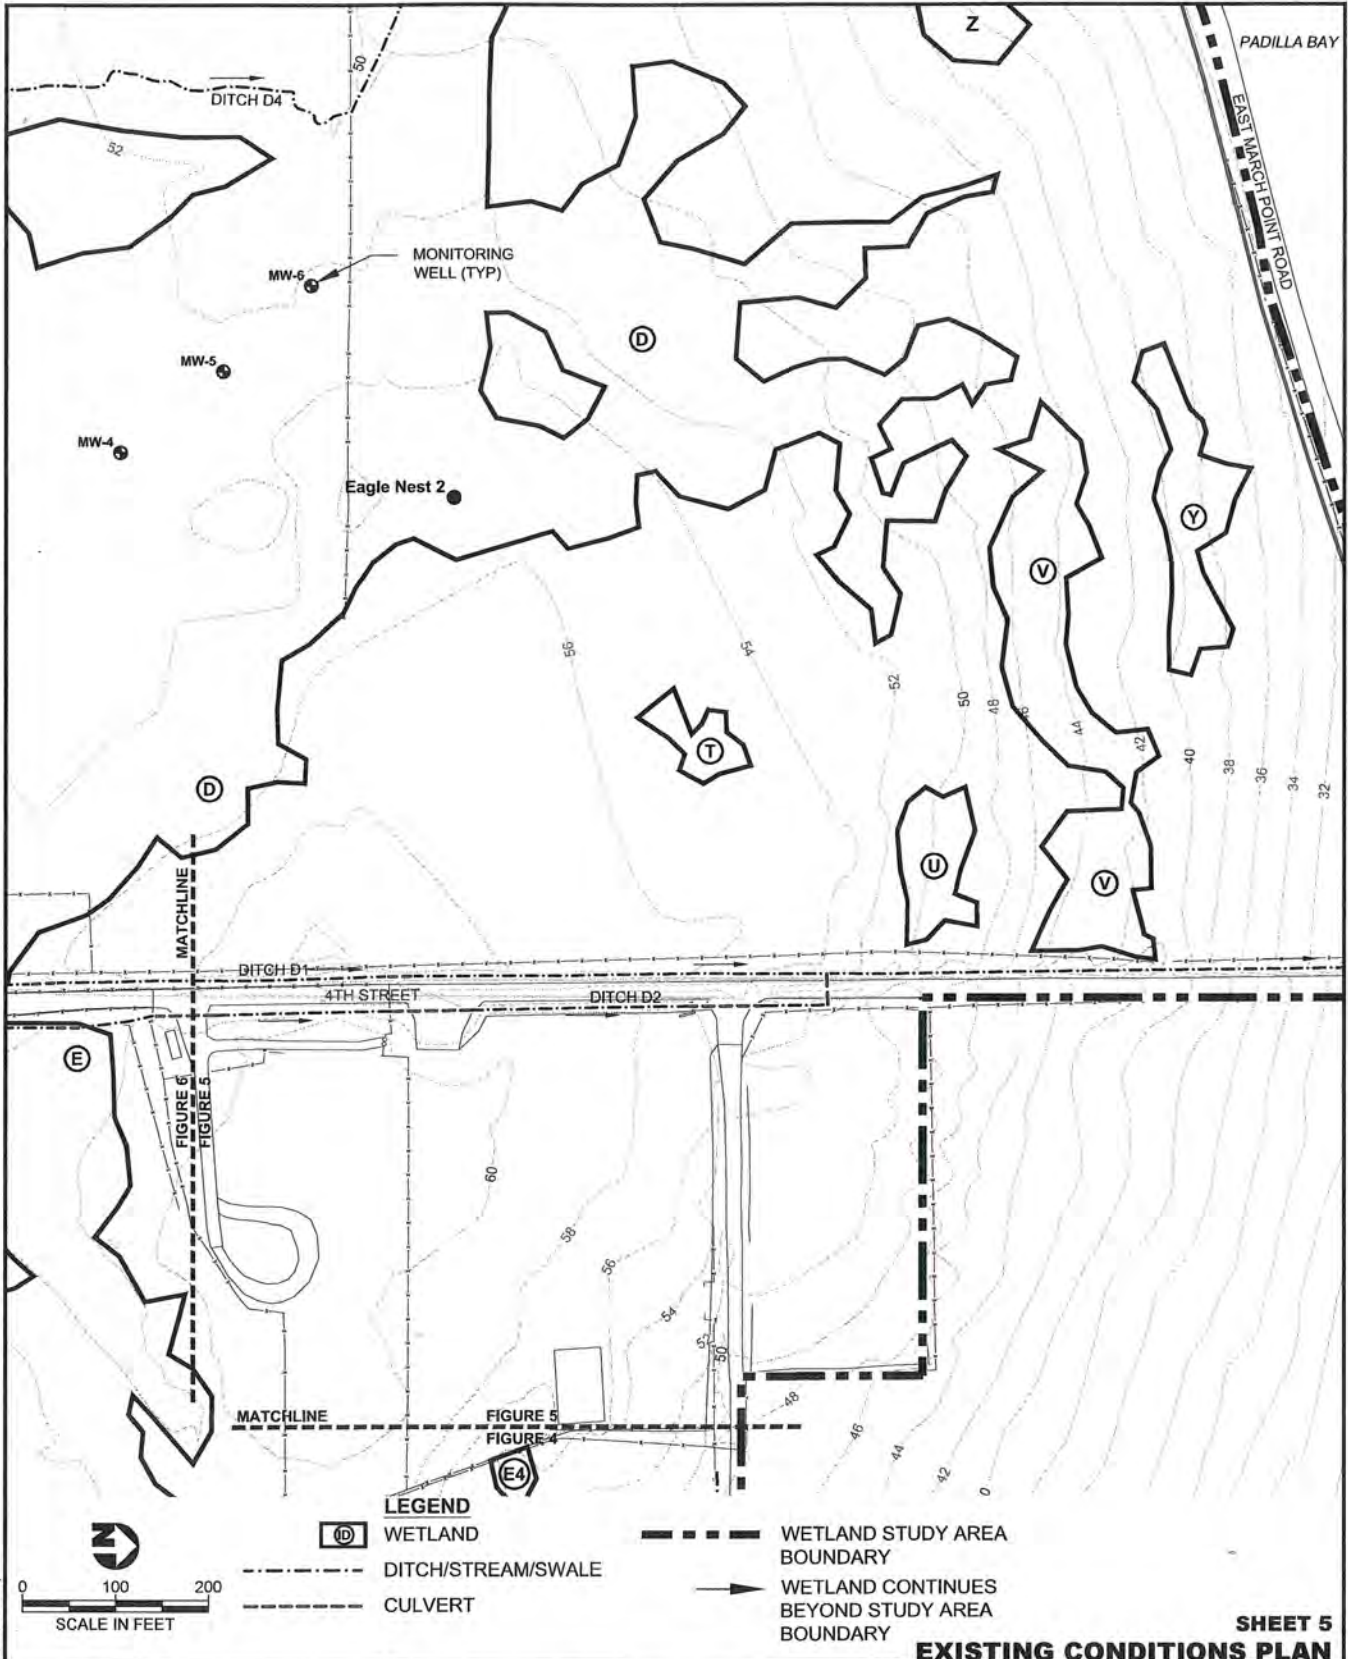 Z
PADILLA BAY
50
DITCH D4
EAST MARCH POINT ROAD
52
MONITORING
WELL (TYP)
MW-6
D
MW-5
MW-4
Eagle Nest 2
Y
V
56
54
52
50
48
46
44
42
40
38
36
34
32
T
D
U
V
MATCHLINE
DITCH D1
4TH STREET
DITCH D2
E
FIGURE 6
FIGURE 5
60
58
56
54
52
50
48
46
44
42
0
MATCHLINE
FIGURE 5
FIGURE 4
E4
LEGEND
N
ID
WETLAND
DITCH/STREAM/SWALE
CULVERT
WETLAND STUDY AREA
BOUNDARY
WETLAND CONTINUES
BEYOND STUDY AREA
BOUNDARY
0 100 200
SCALE IN FEET
SHEET 5
EXISTING CONDITIONS PLAN